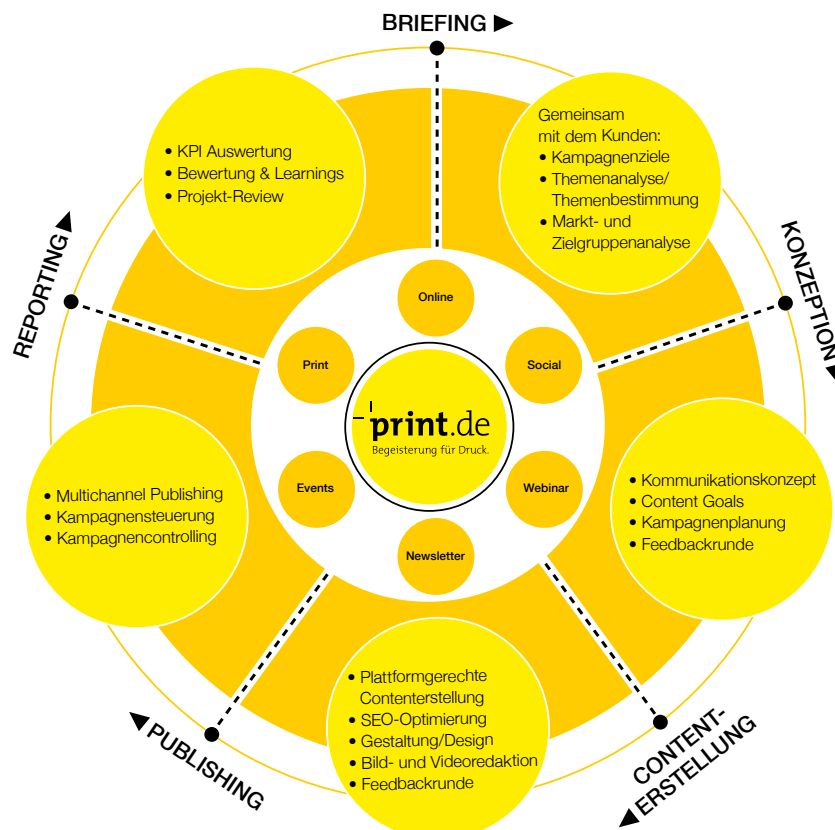 BRIEFING ▶
Gemeinsam
mit dem Kunden:
• Kampagnenziele
• Themenanalyse/
Themenbestimmung
• Markt- und
Zielgruppenanalyse
KONZEPTION ▶
• Kommunikationskonzept
• Content Goals
• Kampagnenplanung
• Feedbackrunde
CONTENT-
ERSTELLUNG ▶
• Plattformgerechte
Contenterstellung
• SEO-Optimierung
• Gestaltung/Design
• Bild- und Videoredaktion
• Feedbackrunde
◀ PUBLISHING
• Multichannel Publishing
• Kampagnensteuerung
• Kampagnencontrolling
REPORTING ▶
• KPI Auswertung
• Bewertung & Learnings
• Projekt-Review
Online
Social
Webinar
Newsletter
Events
Print
print.de
Begeisterung für Druck.